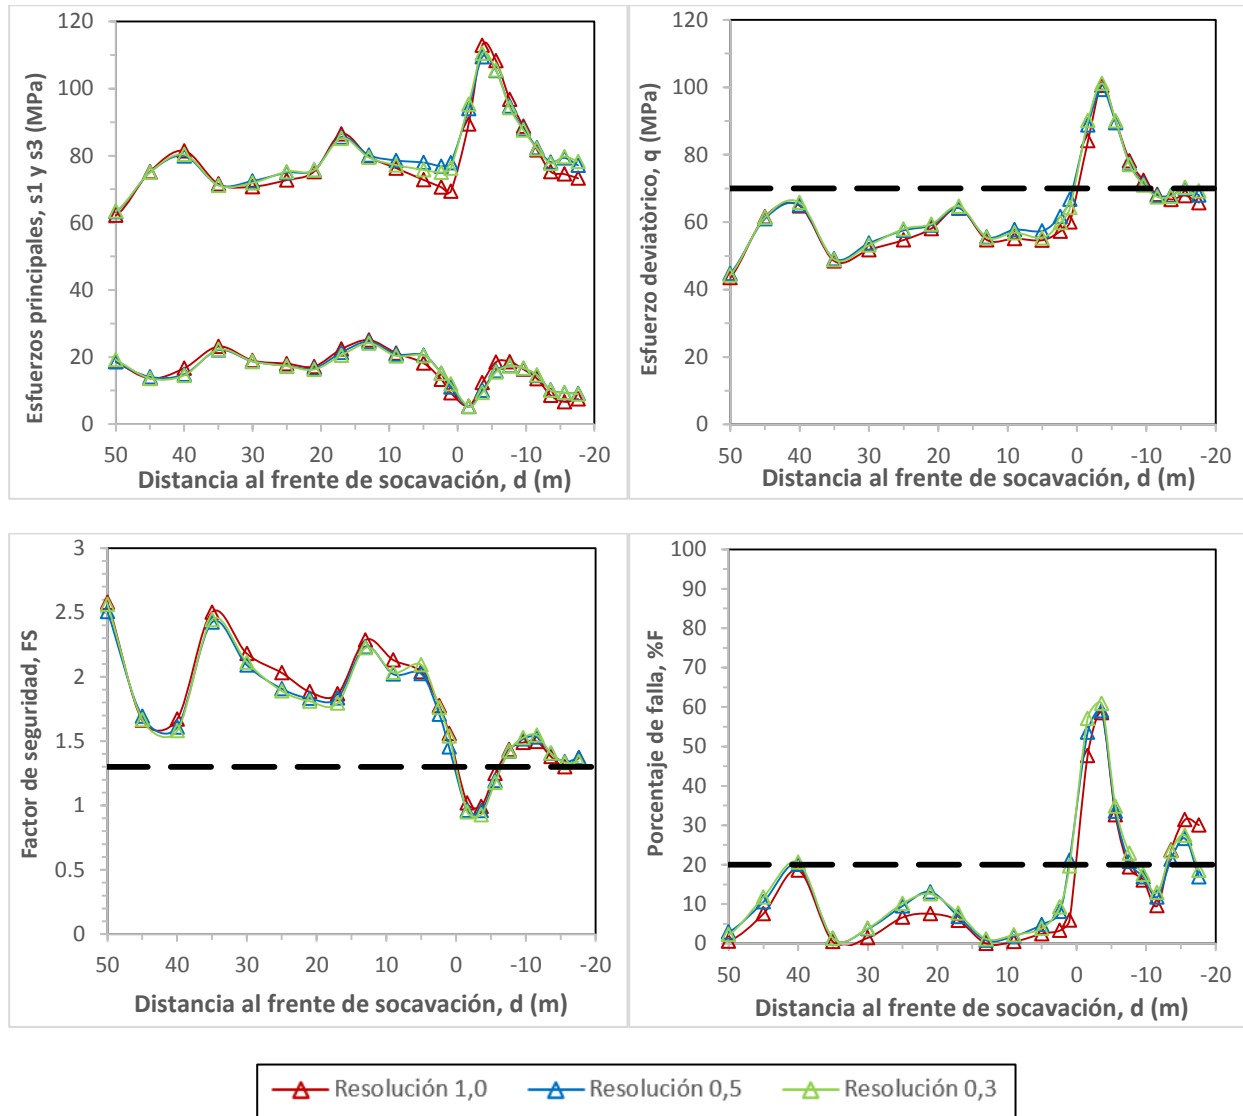 120
100
80
60
40
20
0
Esfuerzos principales, s1 y s3 (MPa)
50 40 30 20 10 0 -10 -20
Distancia al frente de socavación, d (m)
120
100
80
60
40
20
0
Esfuerzo deviatòrico, q (MPa)
50 40 30 20 10 0 -10 -20
Distancia al frente de socavación, d (m)
3
2.5
2
1.5
1
0.5
0
Factor de seguridad, FS
50 40 30 20 10 0 -10 -20
Distancia al frente de socavación, d (m)
100
90
80
70
60
50
40
30
20
10
0
Porcentaje de falla, %F
50 40 30 20 10 0 -10 -20
Distancia al frente de socavación, d (m)
Resolución 1,0 Resolución 0,5 Resolución 0,3